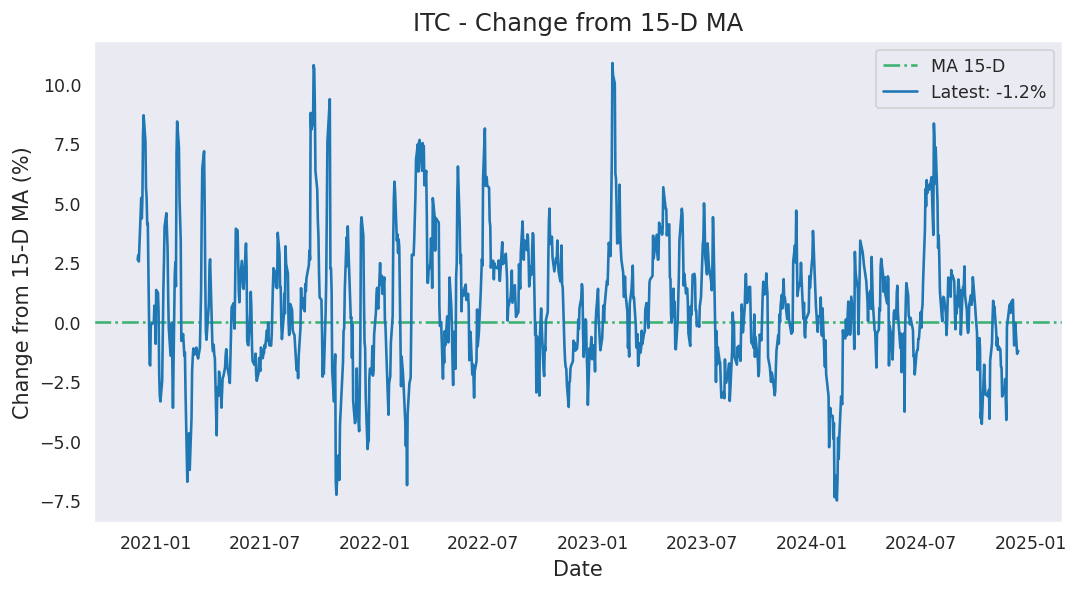 ITC - Change from 15-D MA
MA 15-D
Latest: -1.2%
Change from 15-D MA (%)
10.0
7.5
5.0
2.5
0.0
−2.5
−5.0
−7.5
2021-01 2021-07 2022-01 2022-07 2023-01 2023-07 2024-01 2024-07 2025-01
Date